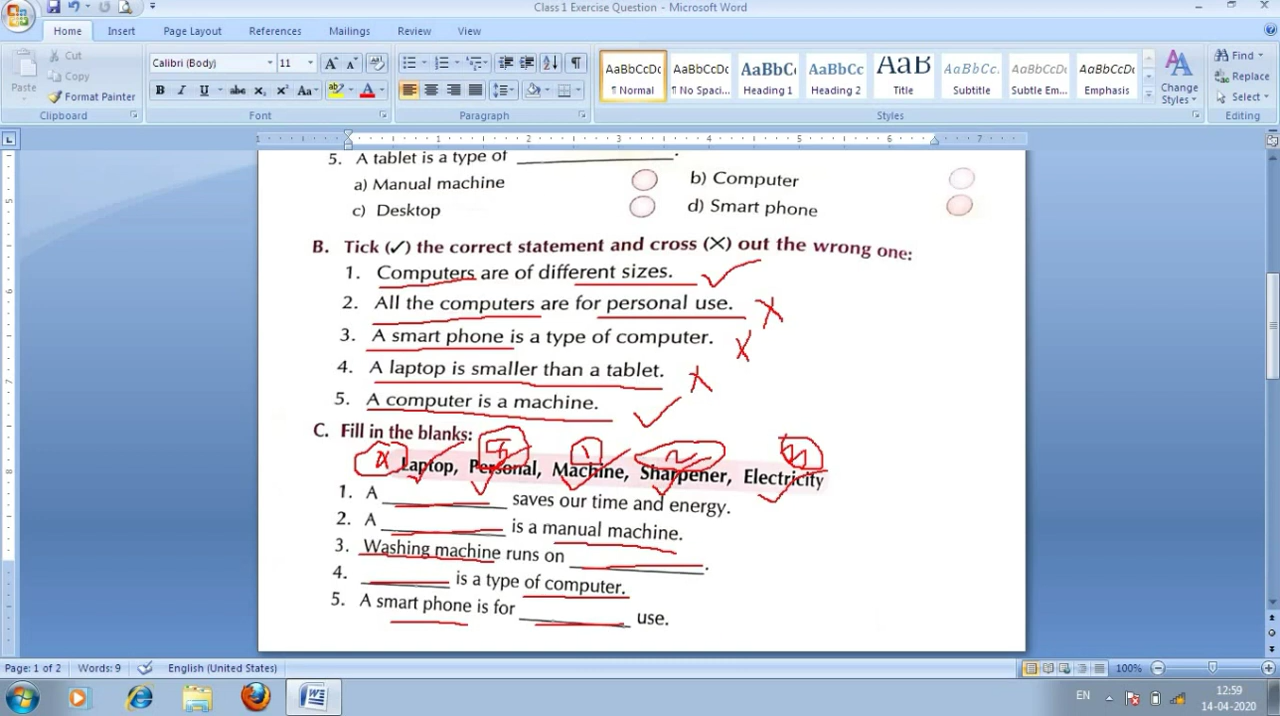 Class 1 Exercise Question - Microsoft Word
Home Insert Page Layout References Mailings Review View
Cut
Copy
Format Painter
Paste
Clipboard
Calibri (Body) 11
Font
Paragraph
AaBbCcDc AaBbCcDc AaBbC AaBbCc AaB AaBbCc. AaBbCcDc AaBbCcDc
¶ Normal ¶ No Spaci... Heading 1 Heading 2 Title Subtitle Subtle Em... Emphasis
Change Styles
Styles
Find
Replace
Select
Editing
5. A tablet is a type of ____________.
a) Manual machine b) Computer
c) Desktop d) Smart phone
B. Tick (✓) the correct statement and cross (X) out the wrong one:
1. Computers are of different sizes. ✓
2. All the computers are for personal use. X
3. A smart phone is a type of computer. X
4. A laptop is smaller than a tablet. X
5. A computer is a machine. ✓
C. Fill in the blanks:
5 1 2
Laptop, Personal, Machine, Sharpener, Electricity
1. A ____________ saves our time and energy.
2. A ____________ is a manual machine.
3. Washing machine runs on ____________.
4. ________ is a type of computer.
5. A smart phone is for __________ use.
Page: 1 of 2 Words: 9 English (United States) 100%
EN 12:59
14-04-2020